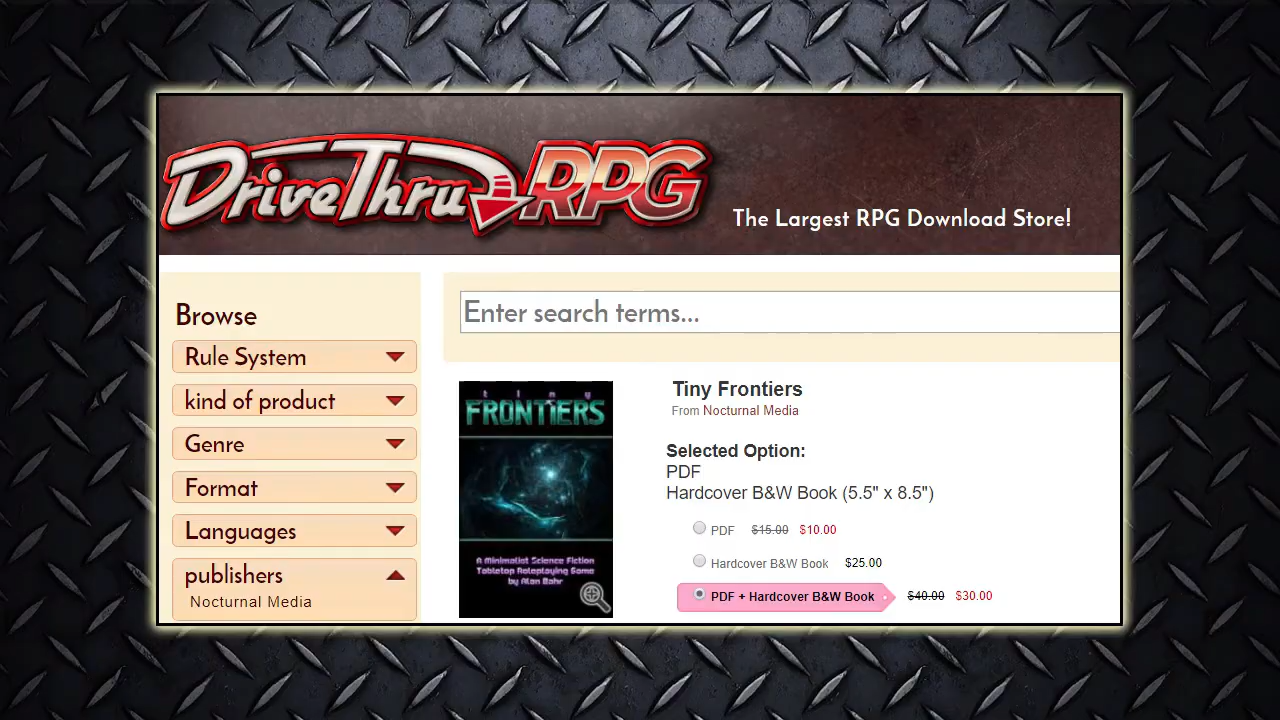 DriveThruRPG
The Largest RPG Download Store!
Browse
Rule System
kind of product
Genre
Format
Languages
publishers
Nocturnal Media
Enter search terms...
tiny
FRONTIERS
A Minimalist Science Fiction
Tabletop Roleplaying Game
by Alan Bahr
Tiny Frontiers
From Nocturnal Media
Selected Option:
PDF
Hardcover B&W Book (5.5" x 8.5")
PDF $15.00 $10.00
Hardcover B&W Book $25.00
PDF + Hardcover B&W Book $40.00 $30.00